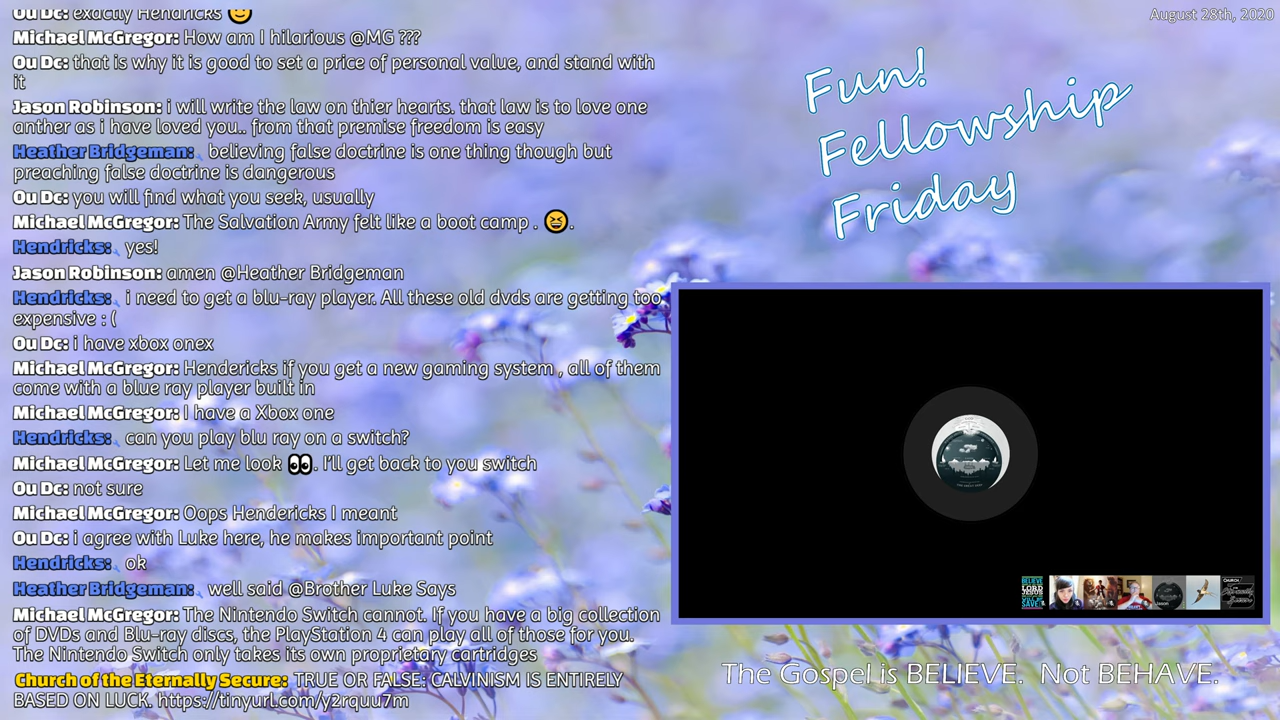 Ou Dc: exactly Hendricks 😊
Michael McGregor: How am I hilarious @MG ???
Ou Dc: that is why it is good to set a price of personal value, and stand with
it
Jason Robinson: i will write the law on thier hearts. that law is to love one
anther as i have loved you.. from that premise freedom is easy
Heather Bridgeman: believing false doctrine is one thing though but
preaching false doctrine is dangerous
Ou Dc: you will find what you seek, usually
Michael McGregor: The Salvation Army felt like a boot camp . 😆.
Hendricks: yes!
Jason Robinson: amen @Heather Bridgeman
Hendricks: i need to get a blu-ray player. All these old dvds are getting too
expensive : (
Ou Dc: i have xbox onex
Michael McGregor: Hendericks if you get a new gaming system , all of them
come with a blue ray player built in
Michael McGregor: I have a Xbox one
Hendricks: can you play blu ray on a switch?
Michael McGregor: Let me look 👀. I'll get back to you switch
Ou Dc: not sure
Michael McGregor: Oops Hendericks I meant
Ou Dc: i agree with Luke here, he makes important point
Hendricks: ok
Heather Bridgeman: well said @Brother Luke Says
Michael McGregor: The Nintendo Switch cannot. If you have a big collection
of DVDs and Blu-ray discs, the PlayStation 4 can play all of those for you.
The Nintendo Switch only takes its own proprietary cartridges
Church of the Eternally Secure: TRUE OR FALSE: CALVINISM IS ENTIRELY
BASED ON LUCK. https://tinyurl.com/y2rquu7m
August 28th, 2020
Fun!
Fellowship
Friday
BELIEVE
LORD
JESUS
SAVE
Jason
CHURCH
The Gospel is BELIEVE. Not BEHAVE.